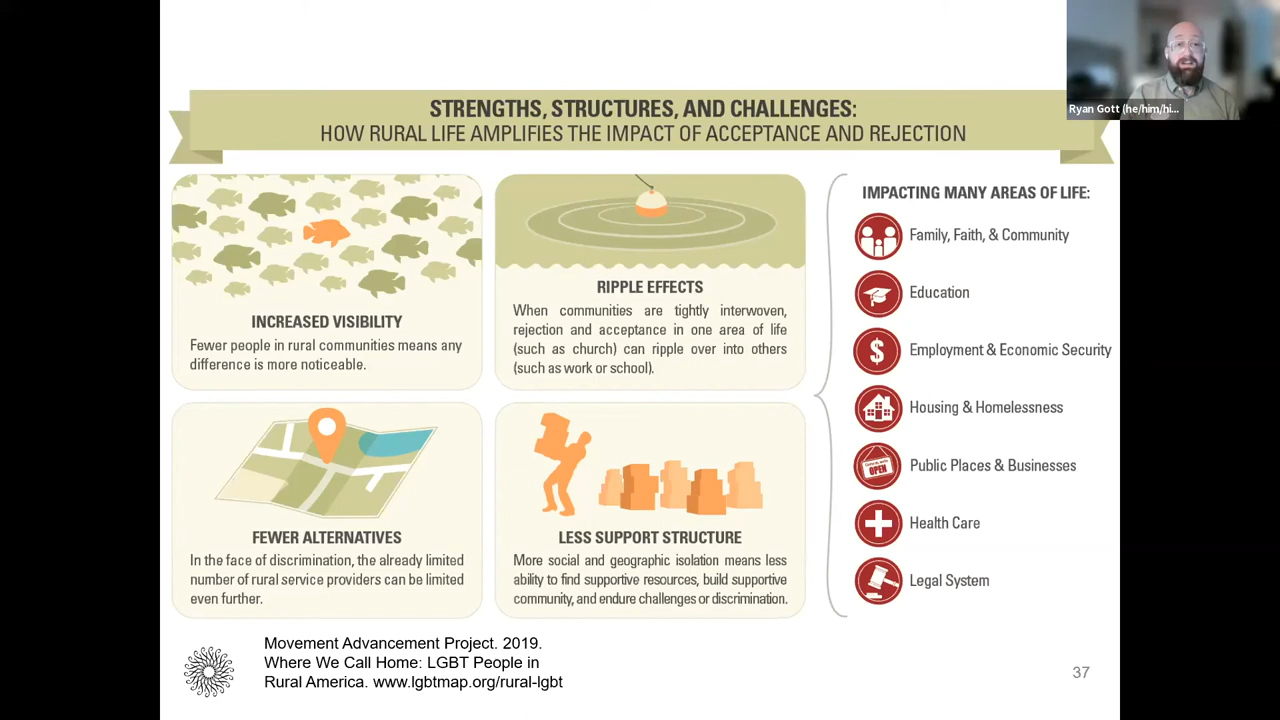 Ryan Gott (he/him/hi...
STRENGTHS, STRUCTURES, AND CHALLENGES:
HOW RURAL LIFE AMPLIFIES THE IMPACT OF ACCEPTANCE AND REJECTION
INCREASED VISIBILITY
Fewer people in rural communities means any
difference is more noticeable.
RIPPLE EFFECTS
When communities are tightly interwoven,
rejection and acceptance in one area of life
(such as church) can ripple over into others
(such as work or school).
FEWER ALTERNATIVES
In the face of discrimination, the already limited
number of rural service providers can be limited
even further.
LESS SUPPORT STRUCTURE
More social and geographic isolation means less
ability to find supportive resources, build supportive
community, and endure challenges or discrimination.
IMPACTING MANY AREAS OF LIFE:
Family, Faith, & Community
Education
$
Employment & Economic Security
Housing & Homelessness
OPEN
Public Places & Businesses
Health Care
Legal System
Movement Advancement Project. 2019.
Where We Call Home: LGBT People in
Rural America. www.lgbtmap.org/rural-lgbt
37